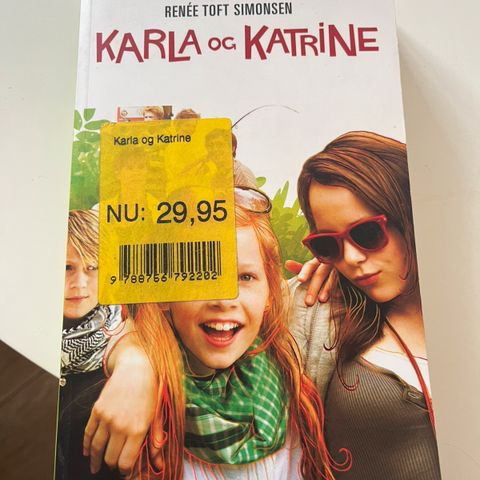 RENÉE TOFT SIMONSEN
KARLA OG KATRINE
Karla og Katrine
NU: 29,95
9 788756 792202